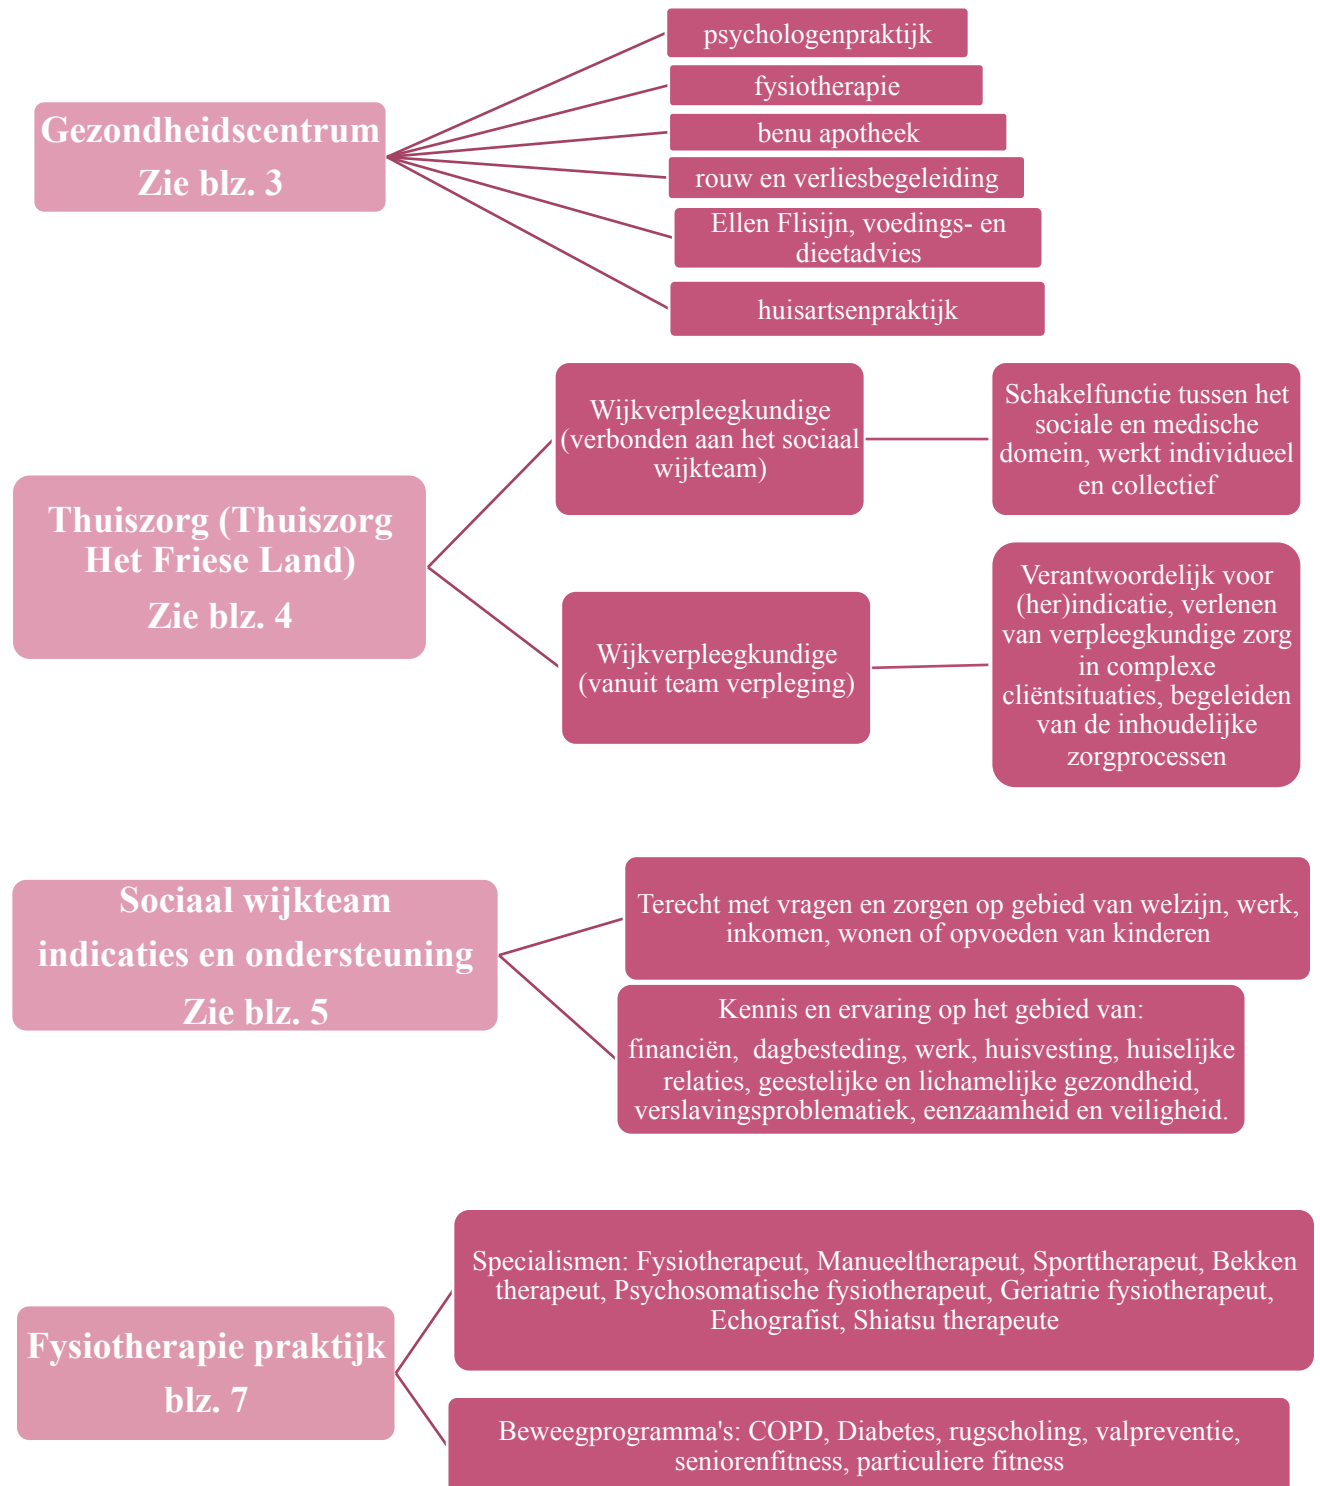 Gezondheidscentrum
Zie blz. 3
psychologenpraktijk
fysiotherapie
benu apotheek
rouw en verliesbegeleiding
Ellen Flisijn, voedings- en
dieetadvies
huisartsenpraktijk
Thuiszorg (Thuiszorg
Het Friese Land)
Zie blz. 4
Wijkverpleegkundige
(verbonden aan het sociaal
wijkteam)
Schakelfunctie tussen het
sociale en medische
domein, werkt individueel
en collectief
Wijkverpleegkundige
(vanuit team verpleging)
Verantwoordelijk voor
(her)indicatie, verlenen
van verpleegkundige zorg
in complexe
cliëntsituaties, begeleiden
van de inhoudelijke
zorgprocessen
Sociaal wijkteam
indicaties en ondersteuning
Zie blz. 5
Terecht met vragen en zorgen op gebied van welzijn, werk,
inkomen, wonen of opvoeden van kinderen
Kennis en ervaring op het gebied van:
financiën, dagbesteding, werk, huisvesting, huiselijke
relaties, geestelijke en lichamelijke gezondheid,
verslavingsproblematiek, eenzaamheid en veiligheid.
Fysiotherapie praktijk
blz. 7
Specialismen: Fysiotherapeut, Manueeltherapeut, Sporttherapeut, Bekken
therapeut, Psychosomatische fysiotherapeut, Geriatrie fysiotherapeut,
Echografist, Shiatsu therapeute
Beweegprogramma's: COPD, Diabetes, rugscholing, valpreventie,
seniorenfitness, particuliere fitness